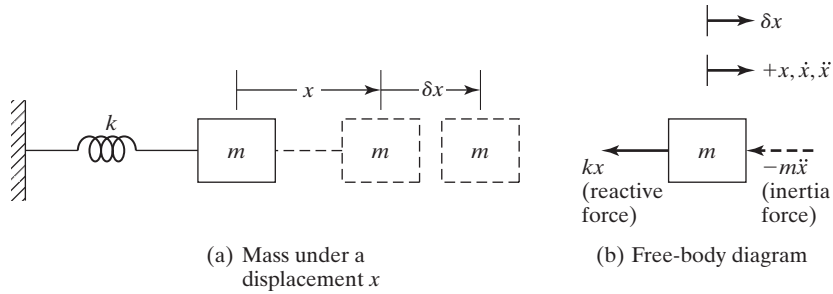 δx
+x, ẋ, ẍ
x
δx
k
m
m
m
m
kx
(reactive
force)
−mẍ
(inertia
force)
(a) Mass under a
displacement x
(b) Free-body diagram